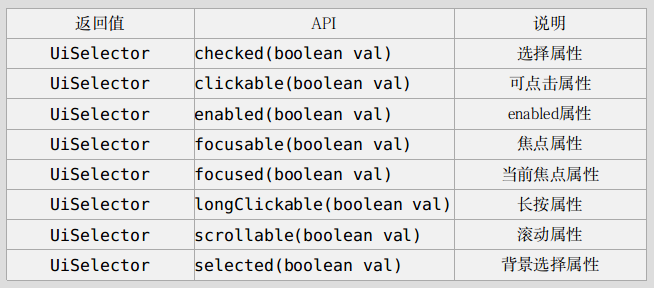 返回值 API 说明
UiSelector checked(boolean val) 选择属性
UiSelector clickable(boolean val) 可点击属性
UiSelector enabled(boolean val) enabled属性
UiSelector focusable(boolean val) 焦点属性
UiSelector focused(boolean val) 当前焦点属性
UiSelector longClickable(boolean val) 长按属性
UiSelector scrollable(boolean val) 滚动属性
UiSelector selected(boolean val) 背景选择属性